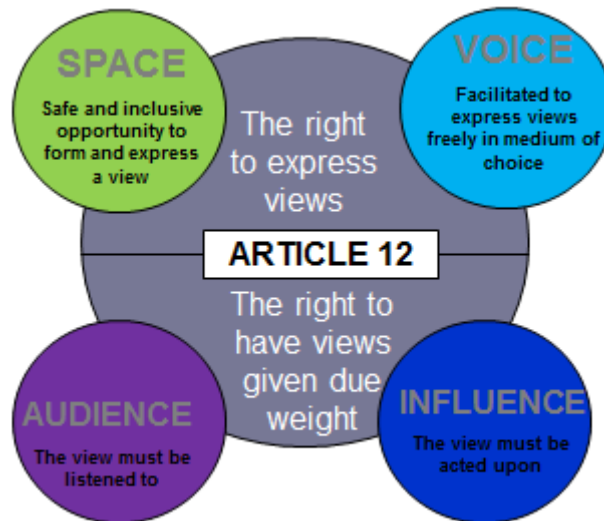 SPACE
Safe and inclusive
opportunity to
form and express
a view
VOICE
Facilitated to
express views
freely in medium of
choice
The right
to express
views
ARTICLE 12
The right to
have views
given due
weight
AUDIENCE
The view must be
listened to
INFLUENCE
The view must be
acted upon